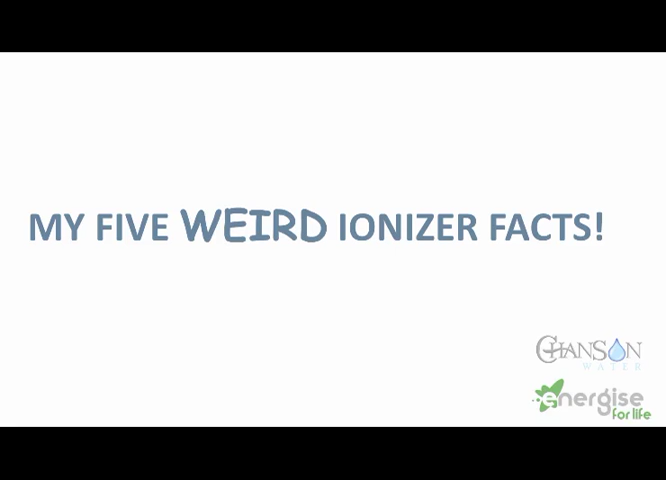 MY FIVE WEIRD IONIZER FACTS!
CHANSON
WATER
energise
for life